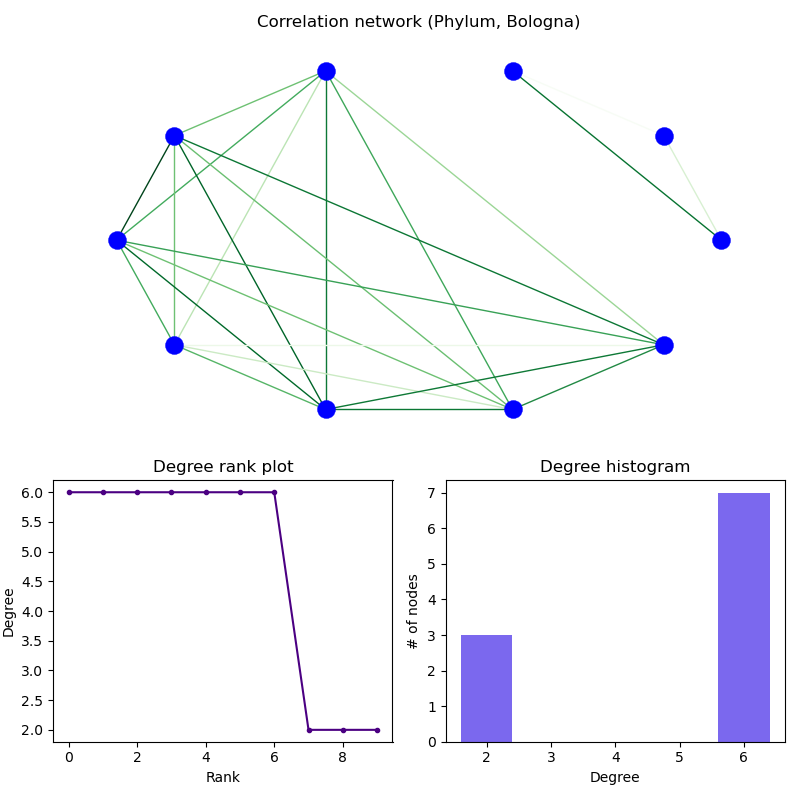 Correlation network (Phylum, Bologna)
Degree rank plot
6.0
5.5
5.0
4.5
4.0
3.5
3.0
2.5
2.0
Degree
0 2 4 6 8
Rank
Degree histogram
7
6
5
4
3
2
1
0
# of nodes
2 3 4 5 6
Degree